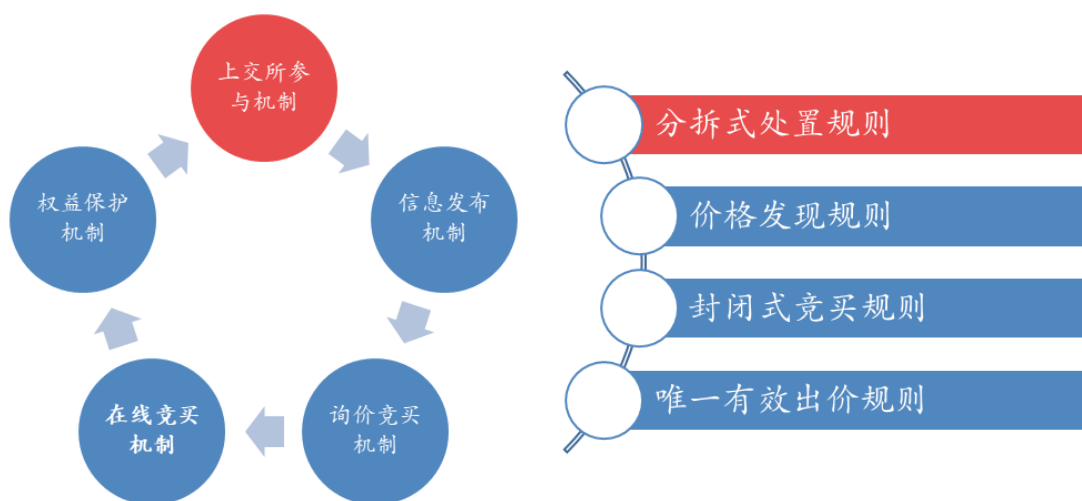 上交所参
与机制
信息发布
机制
询价竞买
机制
在线竞买
机制
权益保护
机制
分拆式处置规则
价格发现规则
封闭式竞买规则
唯一有效出价规则